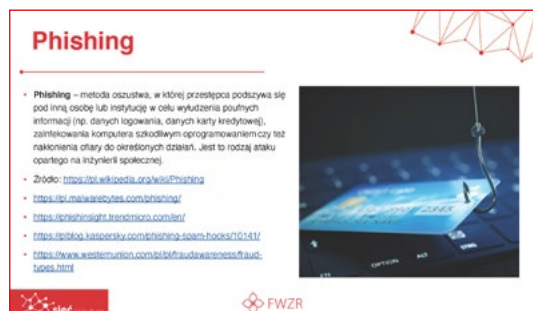 Phishing
• Phishing – metoda oszustwa, w której przestępca podszywa się
pod inną osobę lub instytucję w celu wyłudzenia poufnych
informacji (np. danych logowania, danych karty kredytowej),
zainfekowania komputera szkodliwym oprogramowaniem czy też
nakłonienia ofiary do określonych działań. Jest to rodzaj ataku
opartego na inżynierii społecznej.
• Źródło: https://pl.wikipedia.org/wiki/Phishing
• https://pl.malwarebytes.com/phishing/
• https://phishinsight.trendmicro.com/en/
• https://plblog.kaspersky.com/phishing-spam-hooks/10141/
• https://www.westernunion.com/pl/pl/fraudawareness/fraud-
types.html
OPTION
ALT
sieć
FWZR